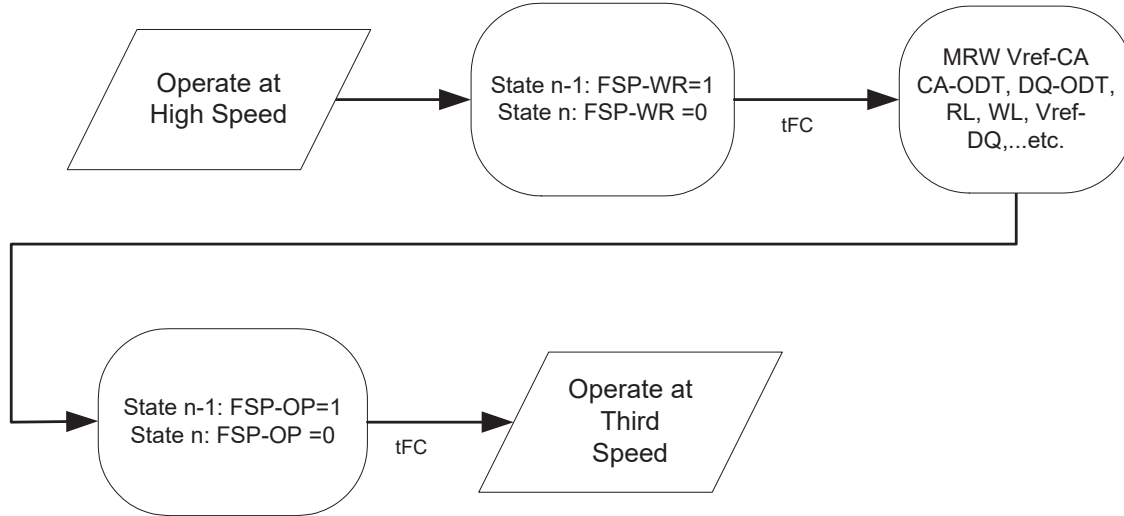 Operate at
High Speed
State n-1: FSP-WR=1
State n: FSP-WR =0
tFC
MRW Vref-CA
CA-ODT, DQ-ODT,
RL, WL, Vref-
DQ,...etc.
State n-1: FSP-OP=1
State n: FSP-OP =0
tFC
Operate at
Third
Speed